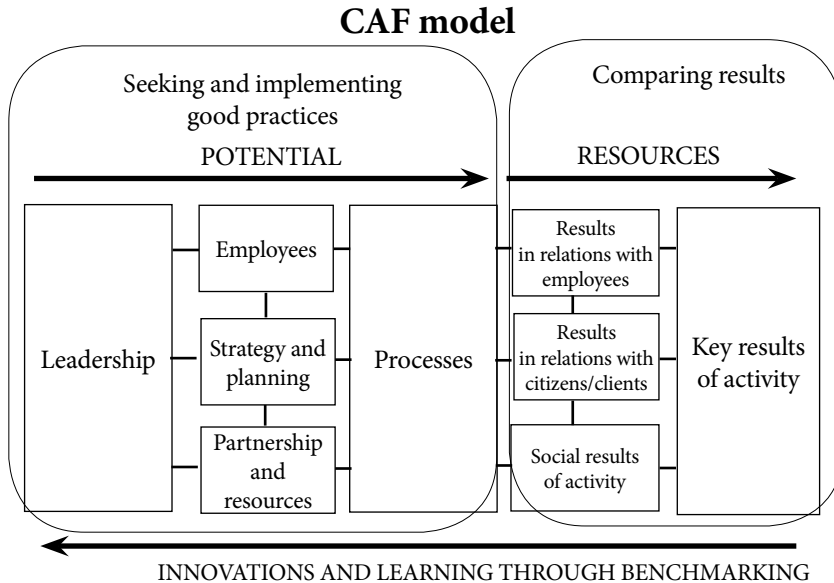 CAF model
Seeking and implementing
good practices
Comparing results
POTENTIAL
RESOURCES
Leadership
Employees
Strategy and
planning
Partnership
and
resources
Processes
Results
in relations with
employees
Results
in relations with
citizens/clients
Social results
of activity
Key results
of activity
INNOVATIONS AND LEARNING THROUGH BENCHMARKING